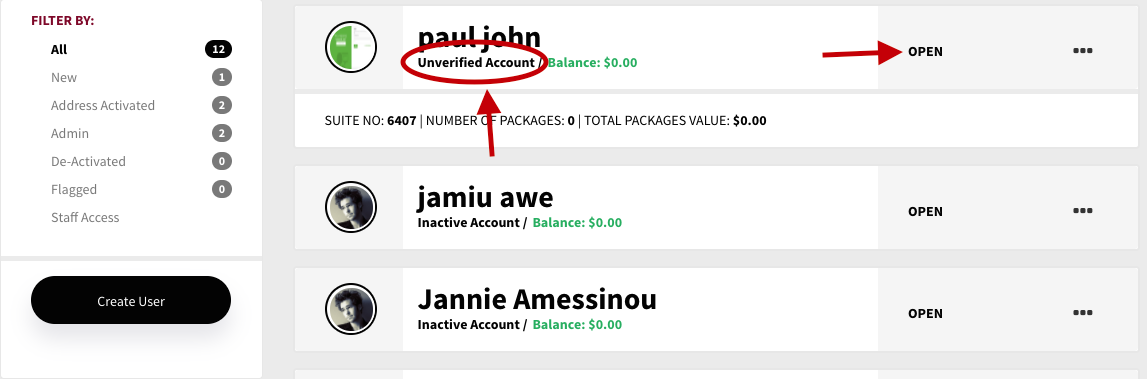 FILTER BY:
All 12
New 1
Address Activated 2
Admin 2
De-Activated 0
Flagged 0
Staff Access
Create User
paul john
Unverified Account / Balance: $0.00
OPEN
SUITE NO: 6407 | NUMBER OF PACKAGES: 0 | TOTAL PACKAGES VALUE: $0.00
jamiu awe
Inactive Account / Balance: $0.00
OPEN
Jannie Amessinou
Inactive Account / Balance: $0.00
OPEN